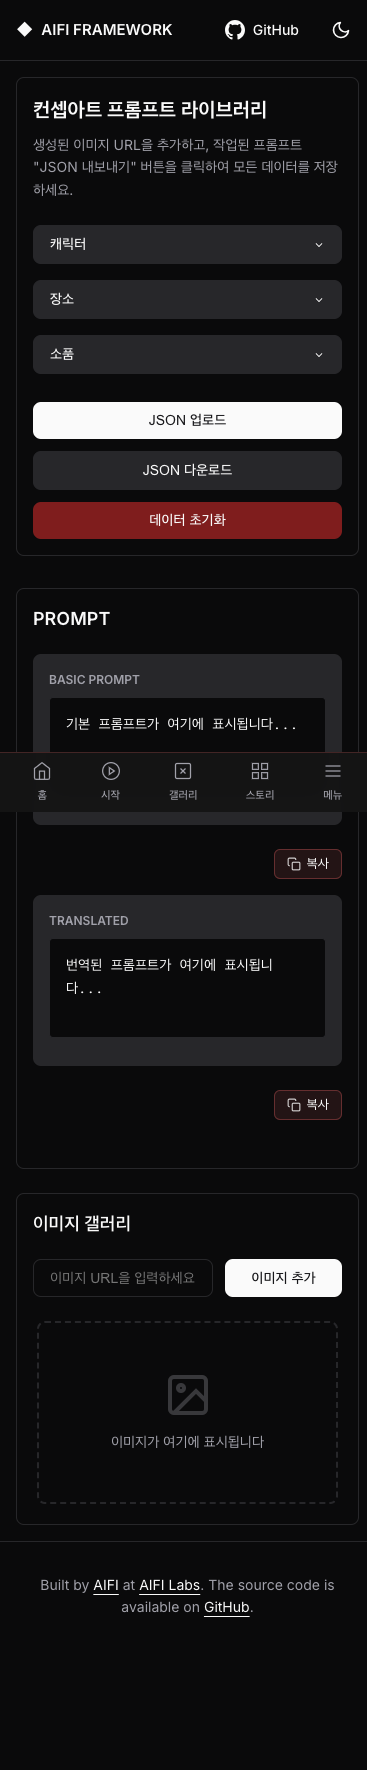 AIFI FRAMEWORK
GitHub
컨셉아트 프롬프트 라이브러리
생성된 이미지 URL을 추가하고, 작업된 프롬프트
"JSON 내보내기" 버튼을 클릭하여 모든 데이터를 저장
하세요.
캐릭터
장소
소품
JSON 업로드
JSON 다운로드
데이터 초기화
PROMPT
BASIC PROMPT
기본 프롬프트가 여기에 표시됩니다...
홈 시작 갤러리 스토리 메뉴
복사
TRANSLATED
번역된 프롬프트가 여기에 표시됩니
다...
복사
이미지 갤러리
이미지 URL을 입력하세요
이미지 추가
이미지가 여기에 표시됩니다
Built by AIFI at AIFI Labs. The source code is
available on GitHub.